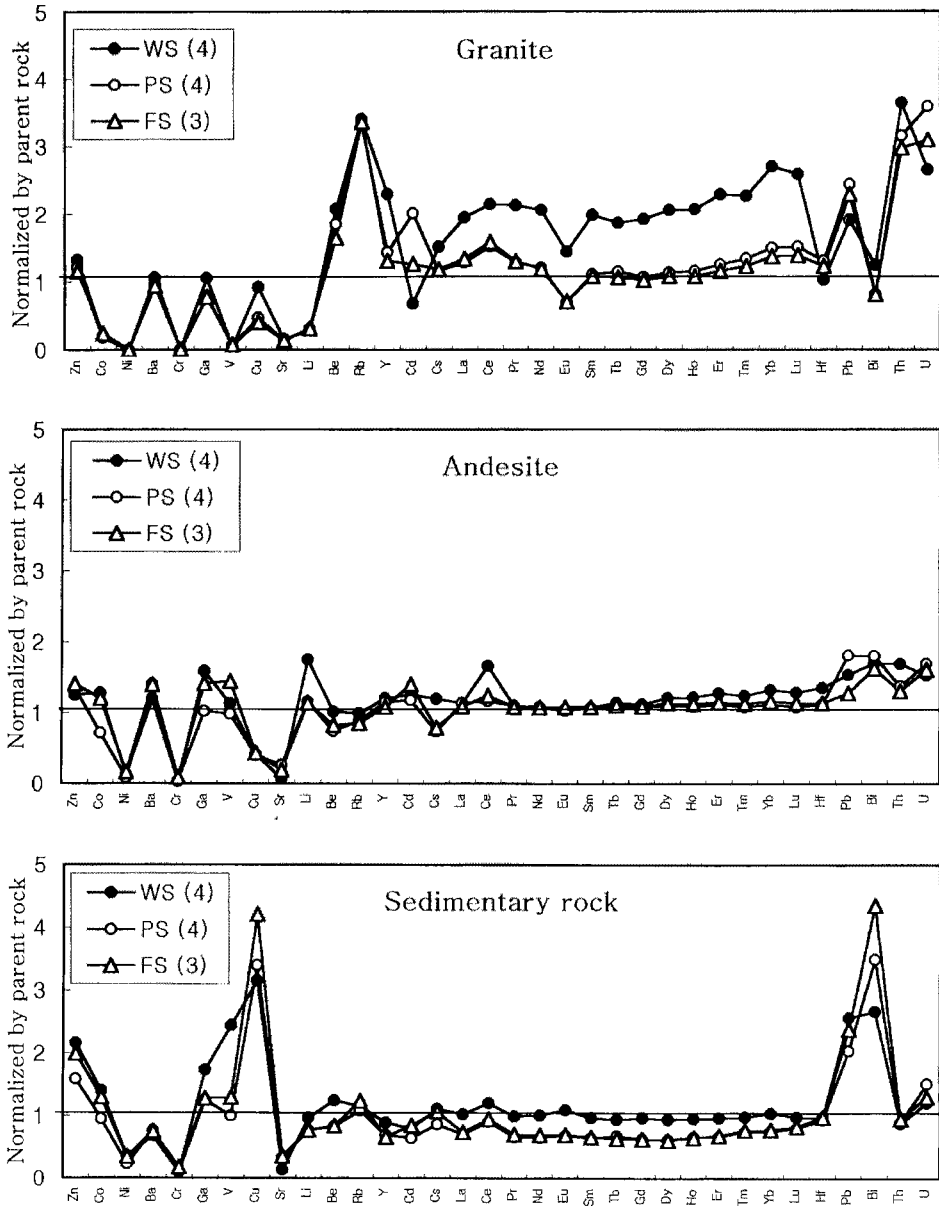 Granite
WS (4)
PS (4)
FS (3)
Normalized by parent rock
5
4
3
2
1
0
Zn Co Ni Ba Cr Ga V Cu Sr Li Be Rb Y Cd Cs La Ce Pr Nd Eu Sm Tb Gd Dy Ho Er Tm Yb Lu Hf Pb Bi Th U
Andesite
WS (4)
PS (4)
FS (3)
Normalized by parent rock
5
4
3
2
1
0
Zn Co Ni Ba Cr Ga V Cu Sr Li Be Rb Y Cd Cs La Ce Pr Nd Eu Sm Tb Gd Dy Ho Er Tm Yb Lu Hf Pb Bi Th U
Sedimentary rock
WS (4)
PS (4)
FS (3)
Normalized by parent rock
5
4
3
2
1
0
Zn Co Ni Ba Cr Ga V Cu Sr Li Be Rb Y Cd Cs La Ce Pr Nd Eu Sm Tb Gd Dy Ho Er Tm Yb Lu Hf Pb Bi Th U